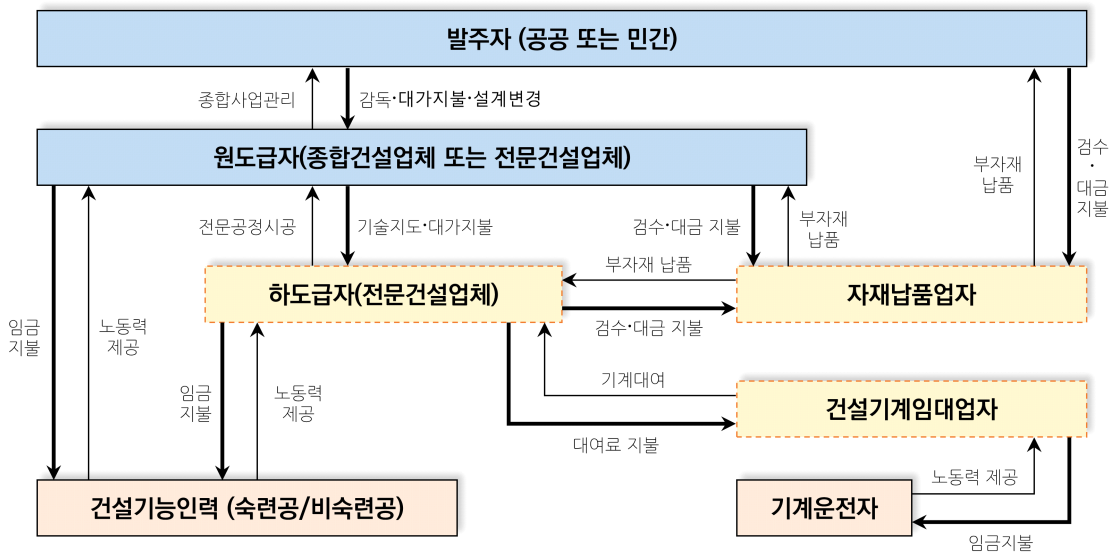 발주자 (공공 또는 민간)
종합사업관리
감독·대가지불·설계변경
원도급자(종합건설업체 또는 전문건설업체)
부자재
납품
검수
·
대금
지불
전문공정시공
기술지도·대가지불
검수·대금 지불
부자재
납품
부자재 납품
하도급자(전문건설업체)
자재납품업자
검수·대금 지불
임금
지불
노동력
제공
임금
지불
노동력
제공
기계대여
건설기계임대업자
대여료 지불
노동력 제공
건설기능인력 (숙련공/비숙련공)
기계운전자
임금지불